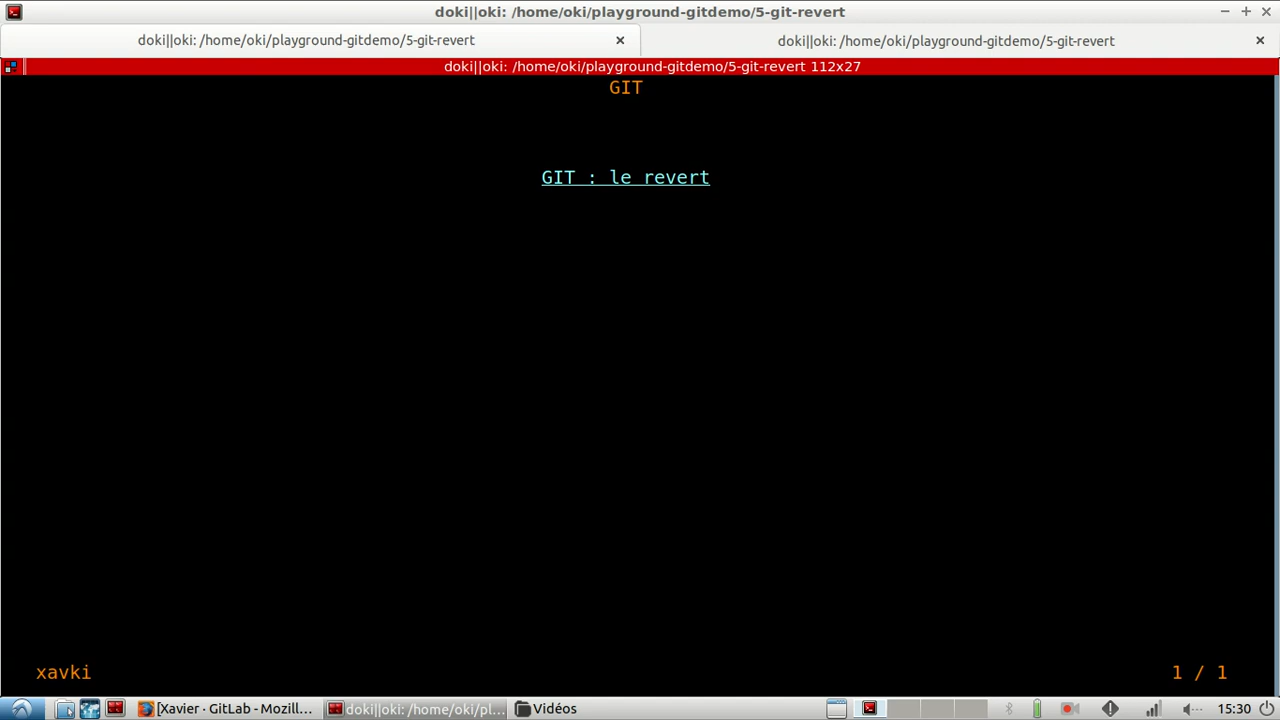 doki||oki: /home/oki/playground-gitdemo/5-git-revert
doki||oki: /home/oki/playground-gitdemo/5-git-revert
doki||oki: /home/oki/playground-gitdemo/5-git-revert
doki||oki: /home/oki/playground-gitdemo/5-git-revert 112x27
GIT
GIT : le revert
xavki
1 / 1
[Xavier · GitLab - Mozill...
doki||oki: /home/oki/pl...
Vidéos
15:30